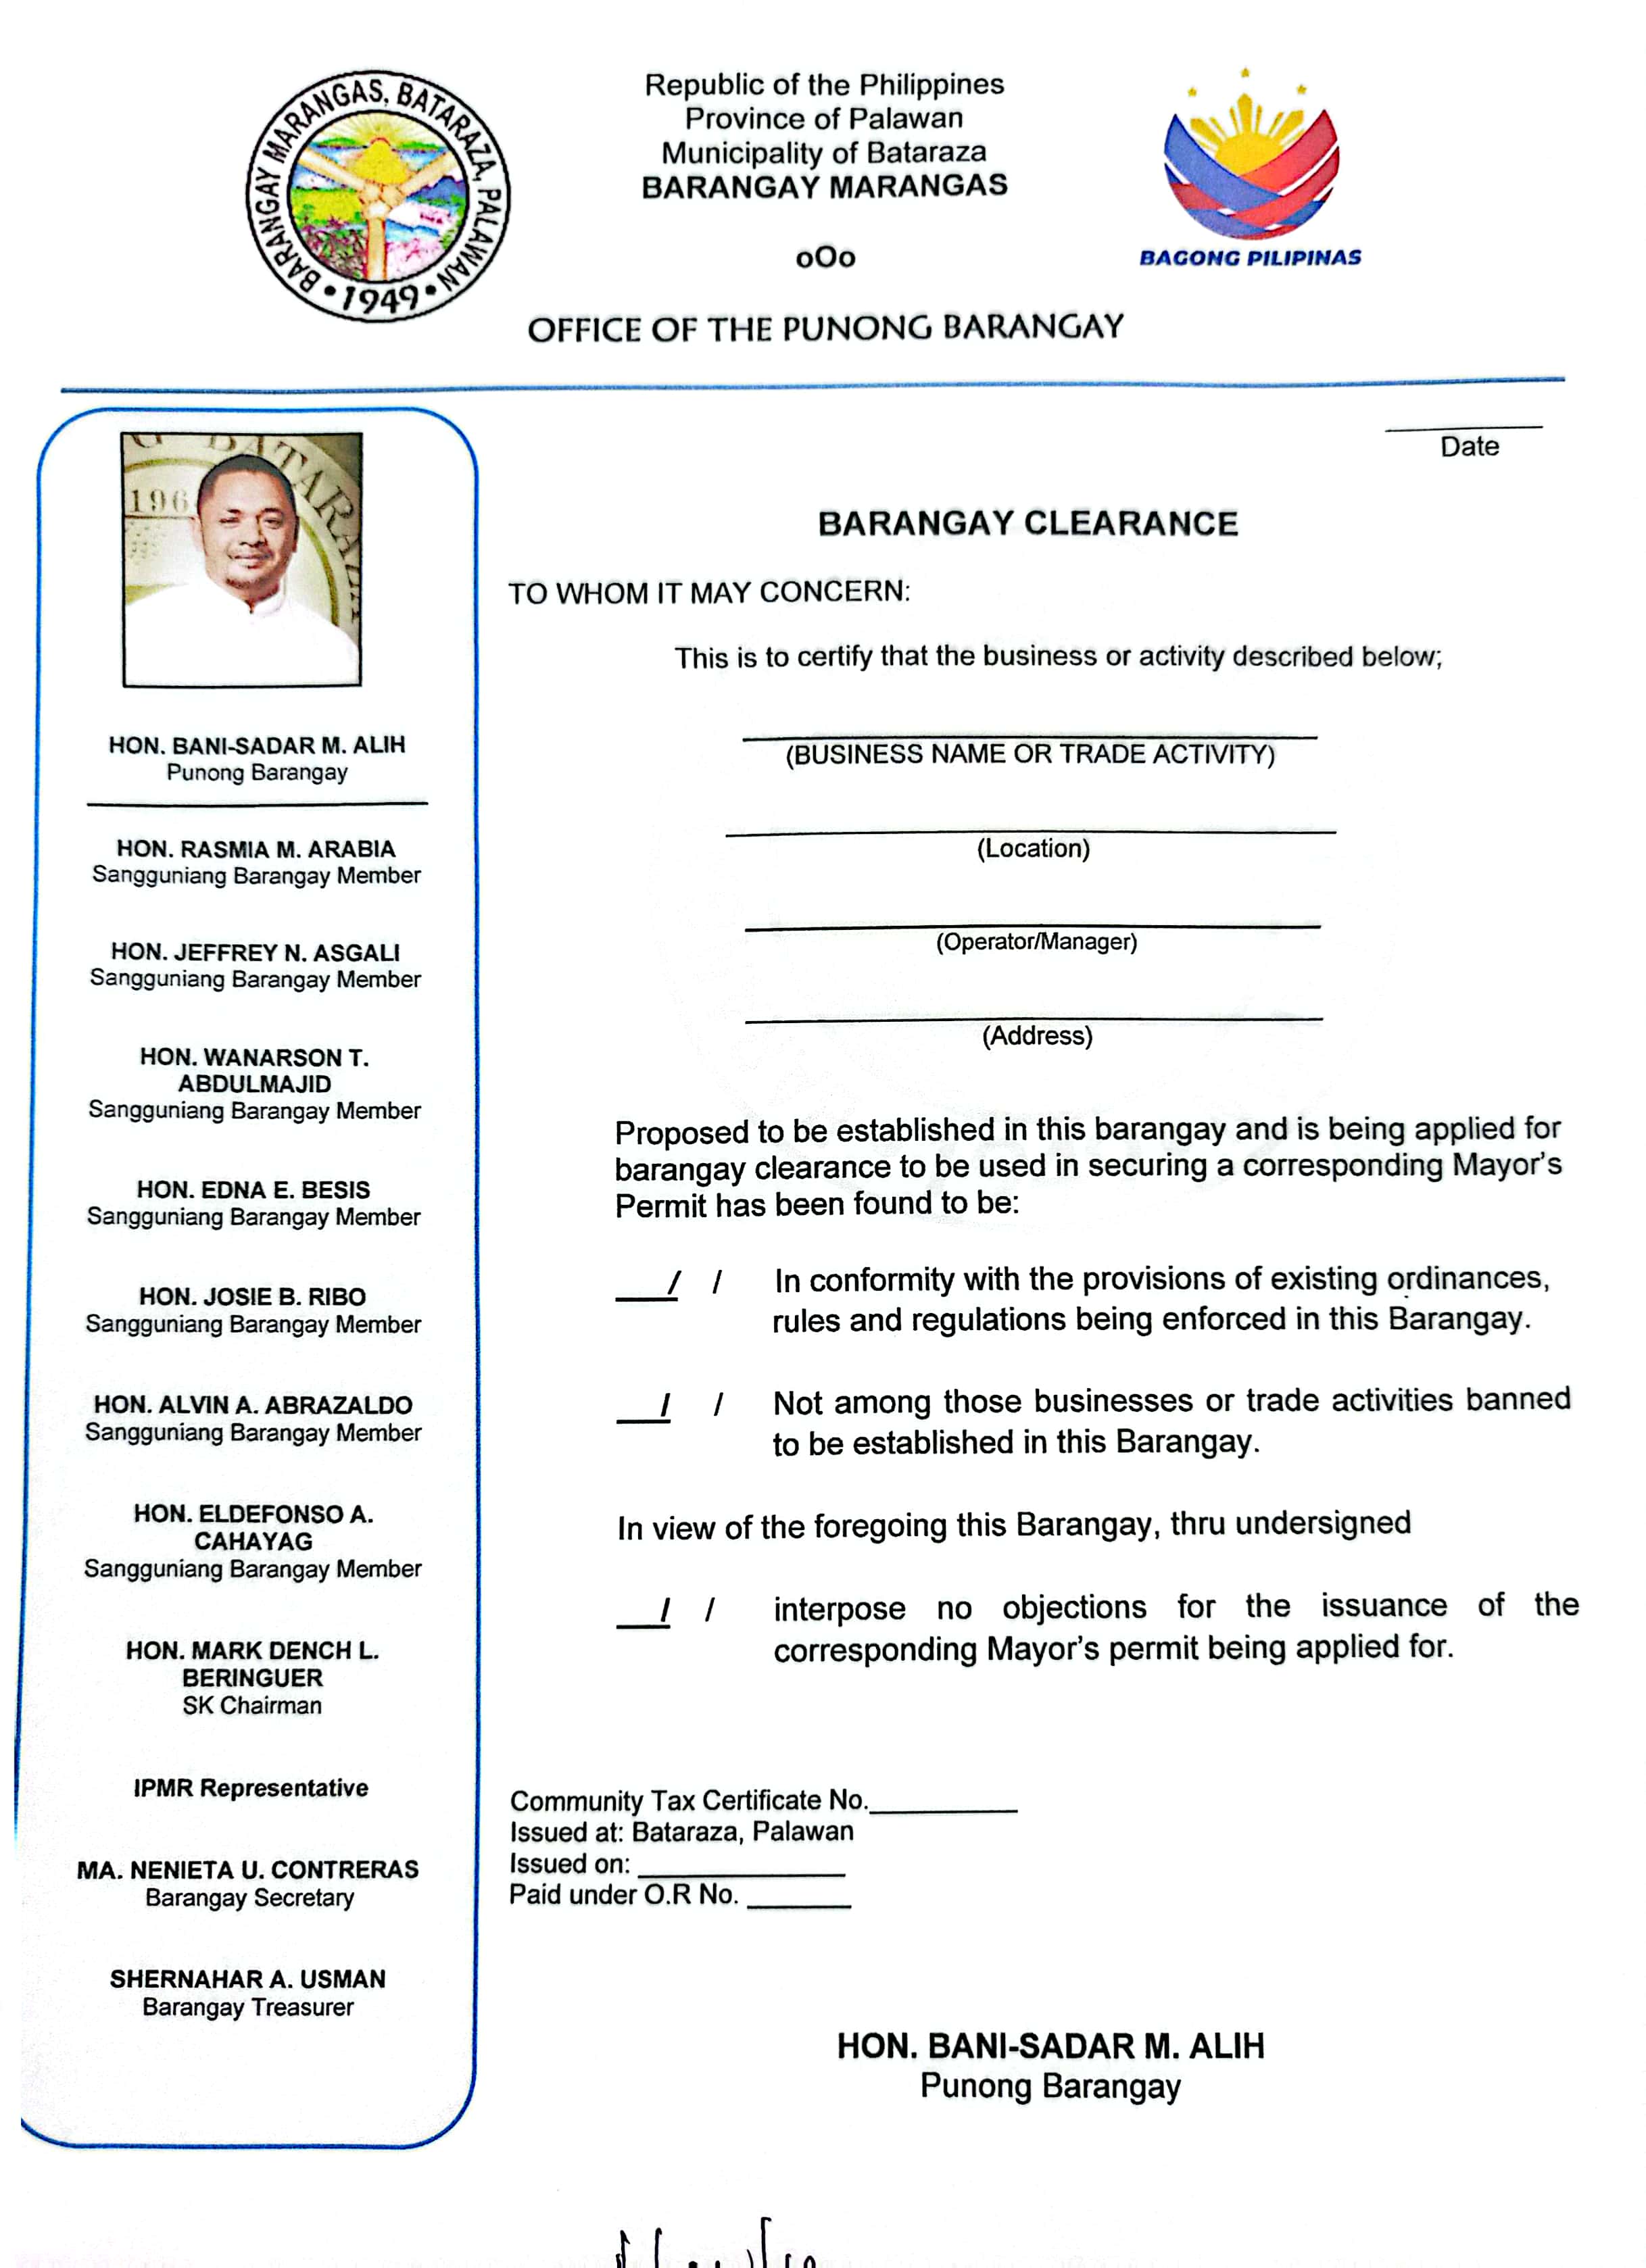 BARANGAY MARANGAS, BATARAZA, PALAWAN
• 1949 •
Republic of the Philippines
Province of Palawan
Municipality of Bataraza
BARANGAY MARANGAS
oOo
OFFICE OF THE PUNONG BARANGAY
BAGONG PILIPINAS
BATARAZA
196
HON. BANI-SADAR M. ALIH
Punong Barangay
HON. RASMIA M. ARABIA
Sangguniang Barangay Member
HON. JEFFREY N. ASGALI
Sangguniang Barangay Member
HON. WANARSON T.
ABDULMAJID
Sangguniang Barangay Member
HON. EDNA E. BESIS
Sangguniang Barangay Member
HON. JOSIE B. RIBO
Sangguniang Barangay Member
HON. ALVIN A. ABRAZALDO
Sangguniang Barangay Member
HON. ELDEFONSO A.
CAHAYAG
Sangguniang Barangay Member
HON. MARK DENCH L.
BERINGUER
SK Chairman
IPMR Representative
MA. NENIETA U. CONTRERAS
Barangay Secretary
SHERNAHAR A. USMAN
Barangay Treasurer
Date
BARANGAY CLEARANCE
TO WHOM IT MAY CONCERN:
This is to certify that the business or activity described below;
(BUSINESS NAME OR TRADE ACTIVITY)
(Location)
(Operator/Manager)
(Address)
Proposed to be established in this barangay and is being applied for
barangay clearance to be used in securing a corresponding Mayor's
Permit has been found to be:
___/ / In conformity with the provisions of existing ordinances,
rules and regulations being enforced in this Barangay.
___/ / Not among those businesses or trade activities banned
to be established in this Barangay.
In view of the foregoing this Barangay, thru undersigned
___/ / interpose no objections for the issuance of the
corresponding Mayor's permit being applied for.
Community Tax Certificate No.__________
Issued at: Bataraza, Palawan
Issued on: ______________
Paid under O.R No. _______
HON. BANI-SADAR M. ALIH
Punong Barangay